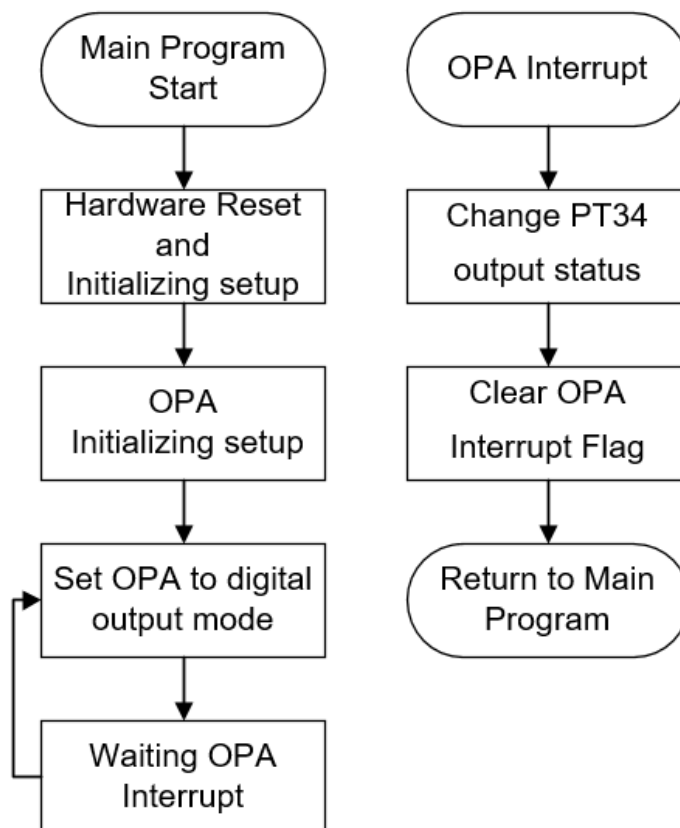 Main Program
Start
Hardware Reset
and
Initializing setup
OPA
Initializing setup
Set OPA to digital
output mode
Waiting OPA
Interrupt
OPA Interrupt
Change PT34
output status
Clear OPA
Interrupt Flag
Return to Main
Program